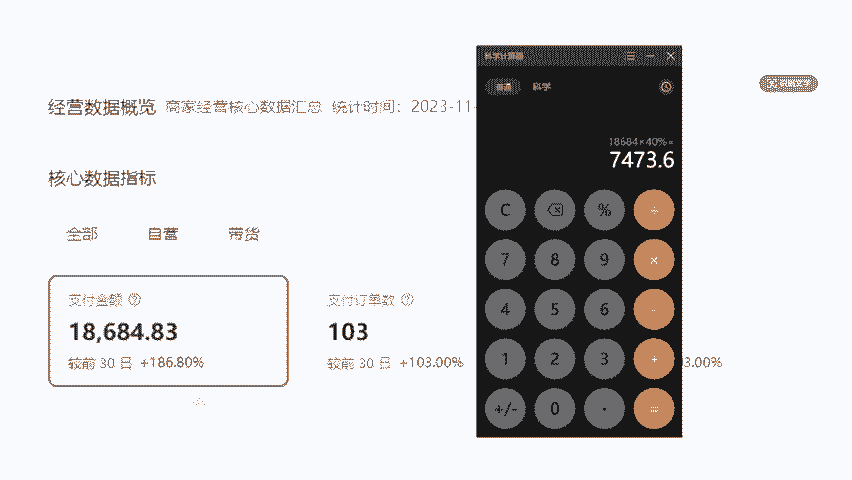 经营数据概览 商家经营核心数据汇总 统计时间：2023-11-
核心数据指标
全部 自营 带货
支付金额 ?
18,684.83
较前 30 日 +186.80%
支付订单数 ?
103
较前 30 日 +103.00%
3.00%
科学计算器
普通 科学
18684×40%=
7473.6
C %  ÷
7 8 9 ×
4 5 6 -
1 2 3 +
+/- 0 · =